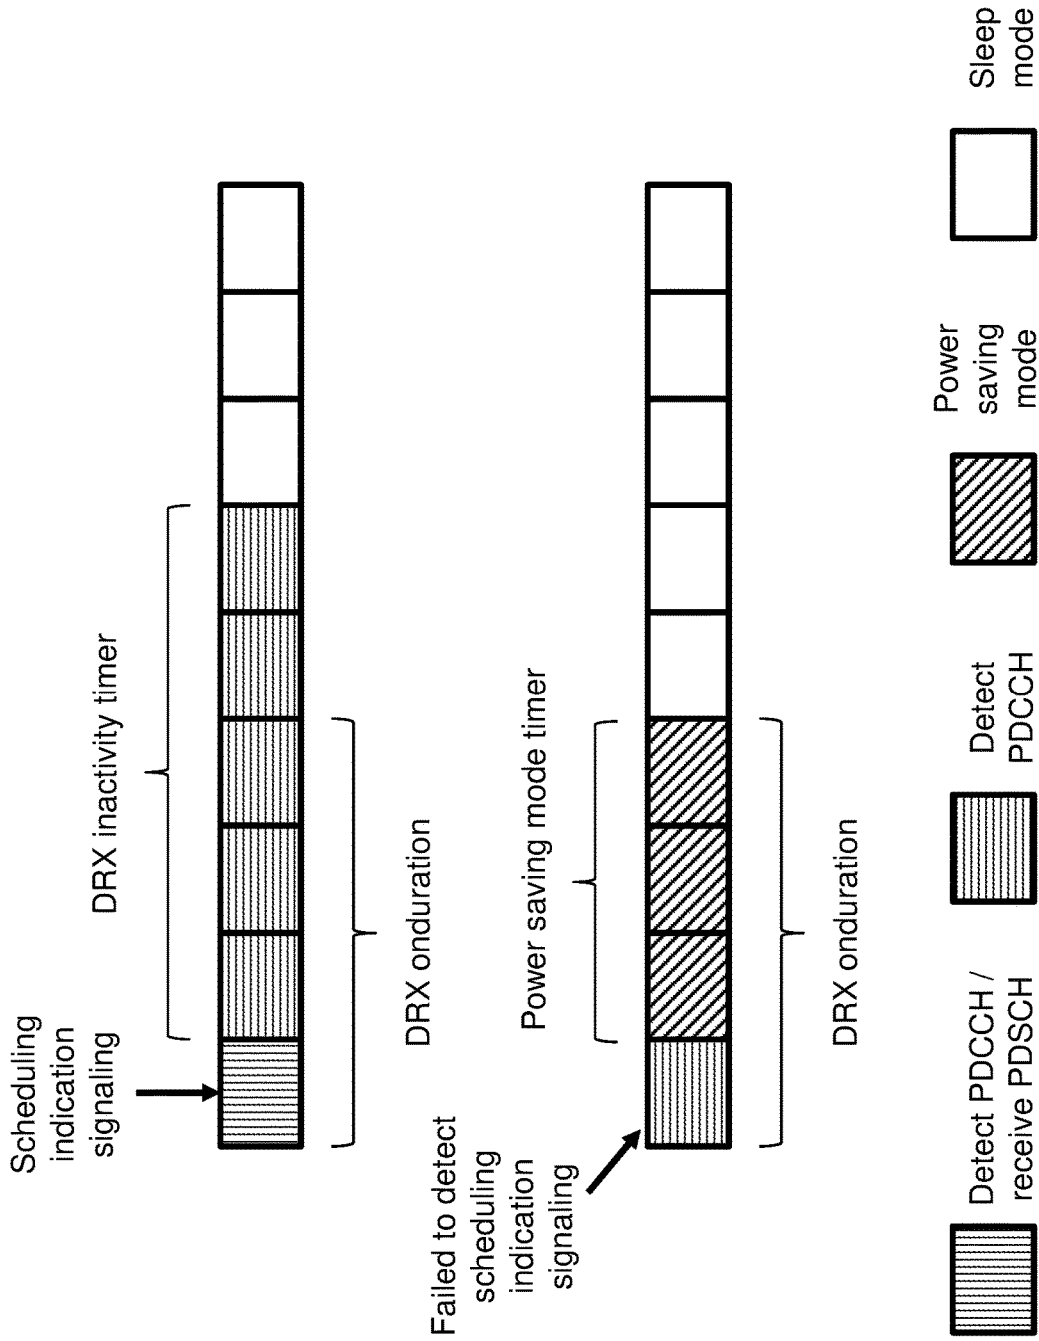 Scheduling
indication
signaling
DRX inactivity timer
DRX onduration
Failed to detect
scheduling
indication
signaling
Power saving mode timer
DRX onduration
Detect PDCCH /
receive PDSCH
Detect
PDCCH
Power
saving
mode
Sleep
mode